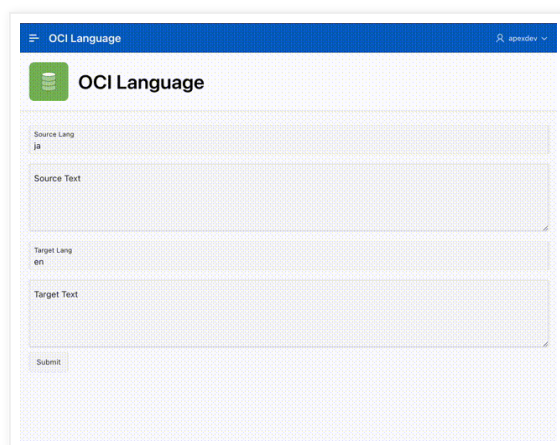 OCI Language
apexdev
OCI Language
Source Lang
ja
Source Text
Target Lang
en
Target Text
Submit